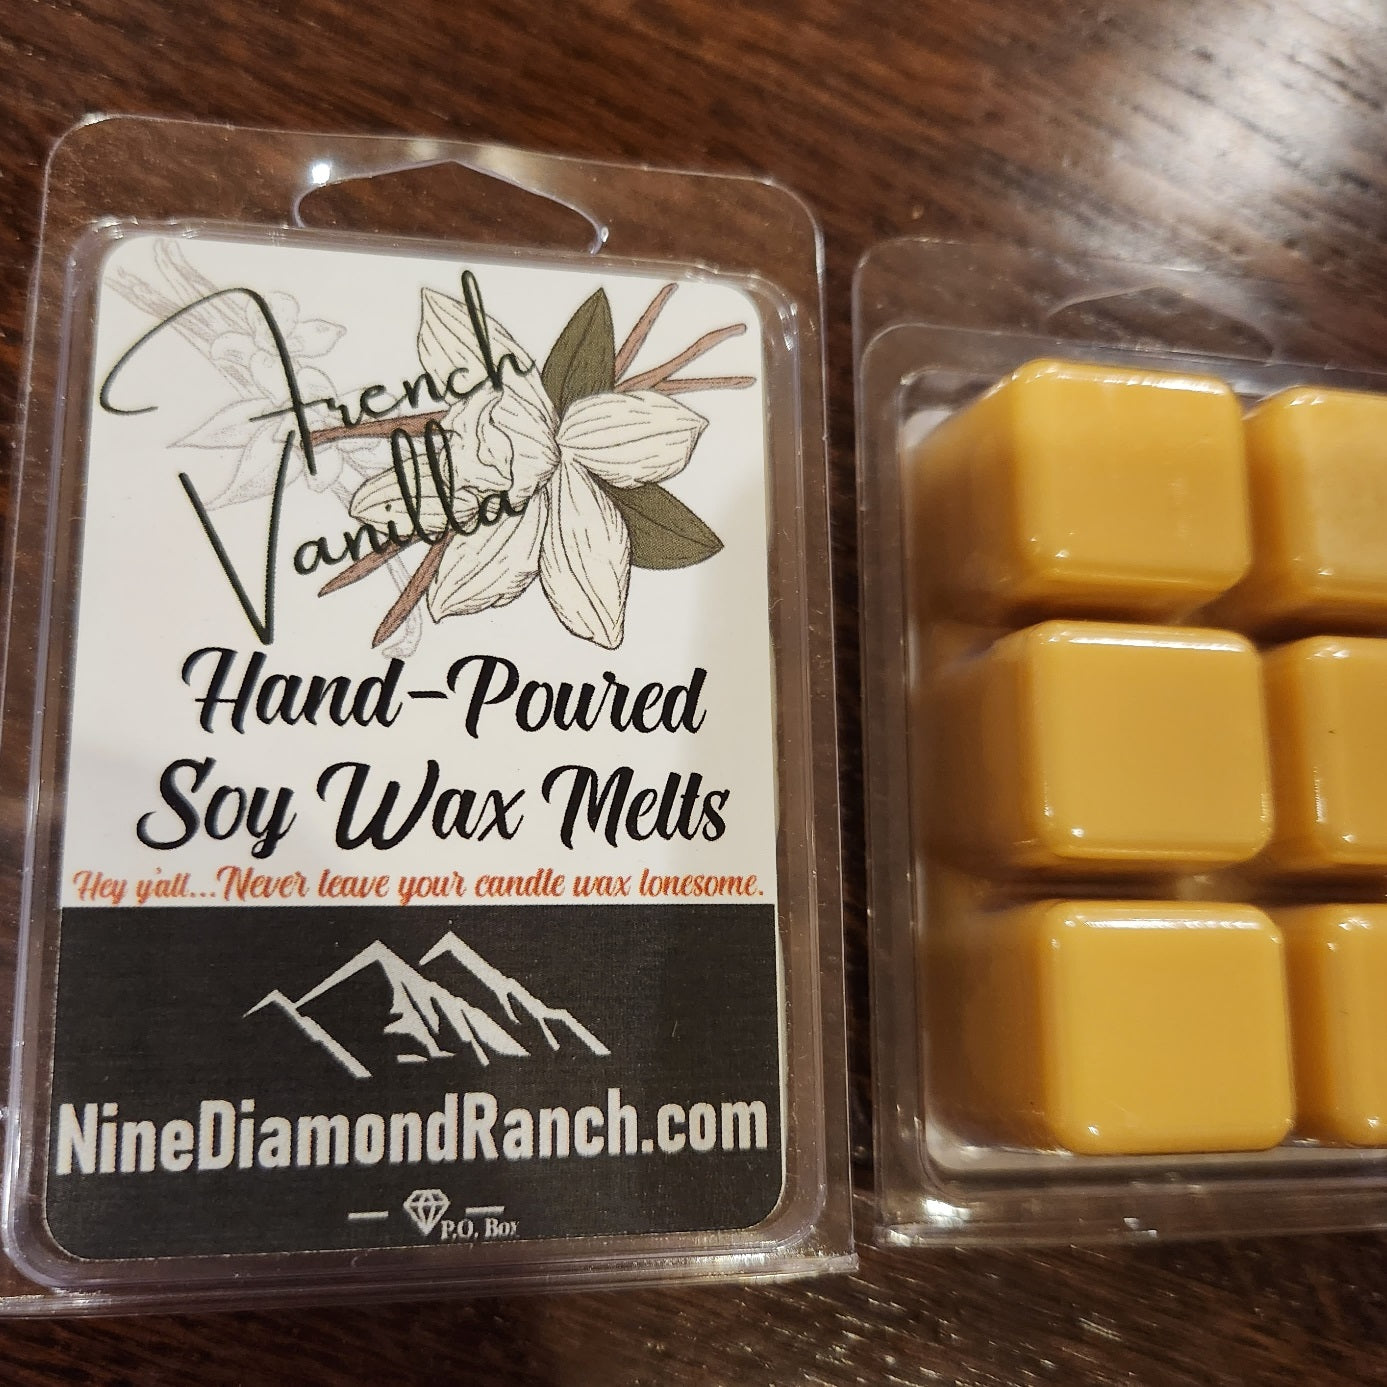 French
Vanilla
Hand-Poured
Soy Wax Melts
Hey y'all...Never leave your candle wax lonesome.
NineDiamondRanch.com
P.O. Box